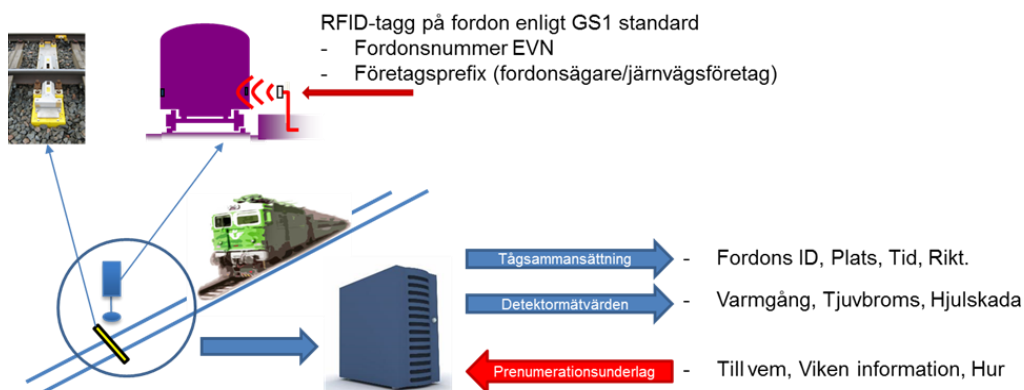 RFID-tagg på fordon enligt GS1 standard
- Fordonsnummer EVN
- Företagsprefix (fordonsägare/järnvägsföretag)
Tågsammansättning - Fordons ID, Plats, Tid, Rikt.
Detektormätvärden - Varmgång, Tjuvbroms, Hjulskada
Prenumerationsunderlag - Till vem, Viken information, Hur